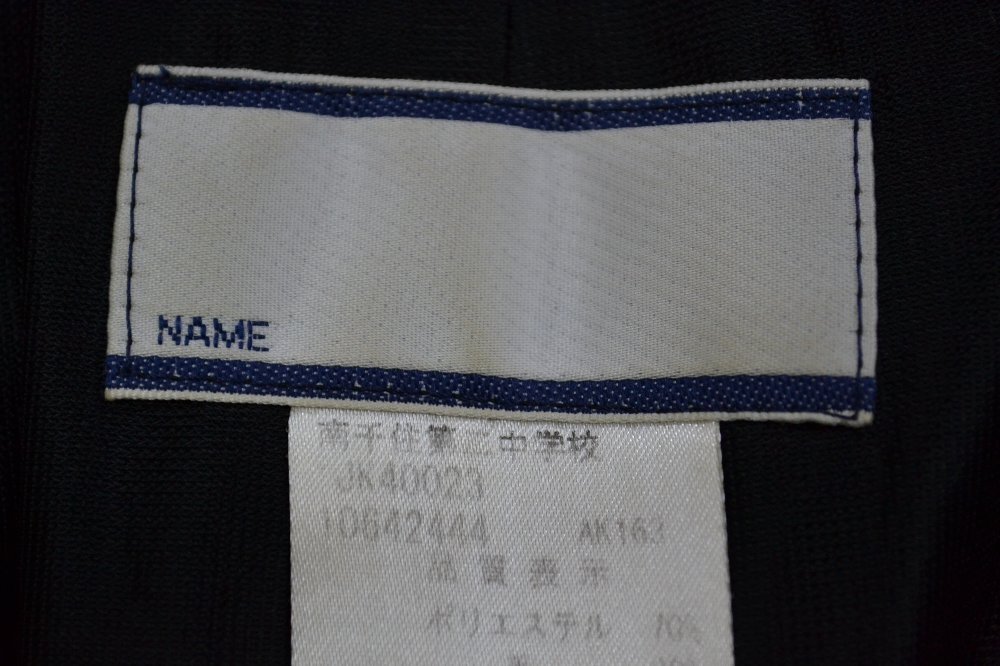 NAME
南千住第二中学校
JK40023
10642444 AK163
品質表示
ポリエステル 70%